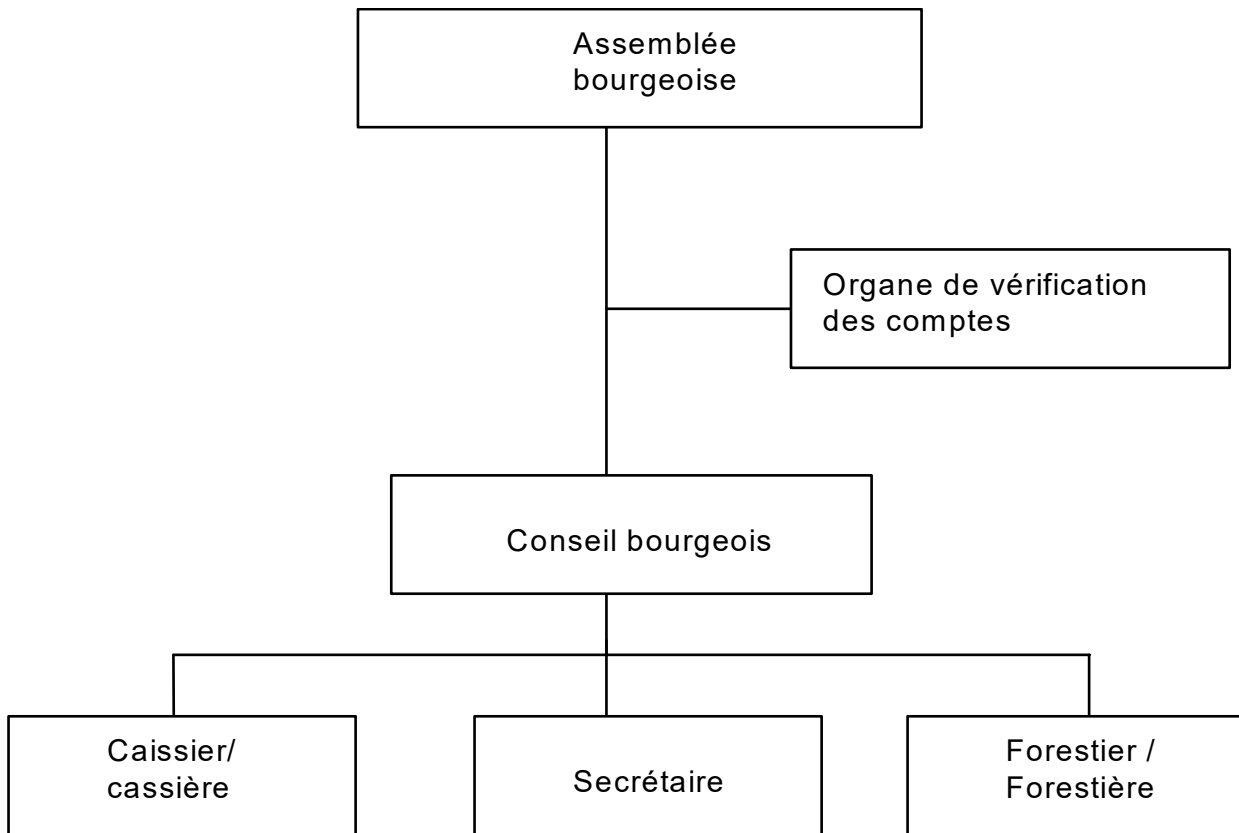 Assemblée
bourgeoise
Organe de vérification
des comptes
Conseil bourgeois
Caissier/
cassière
Secrétaire
Forestier /
Forestière